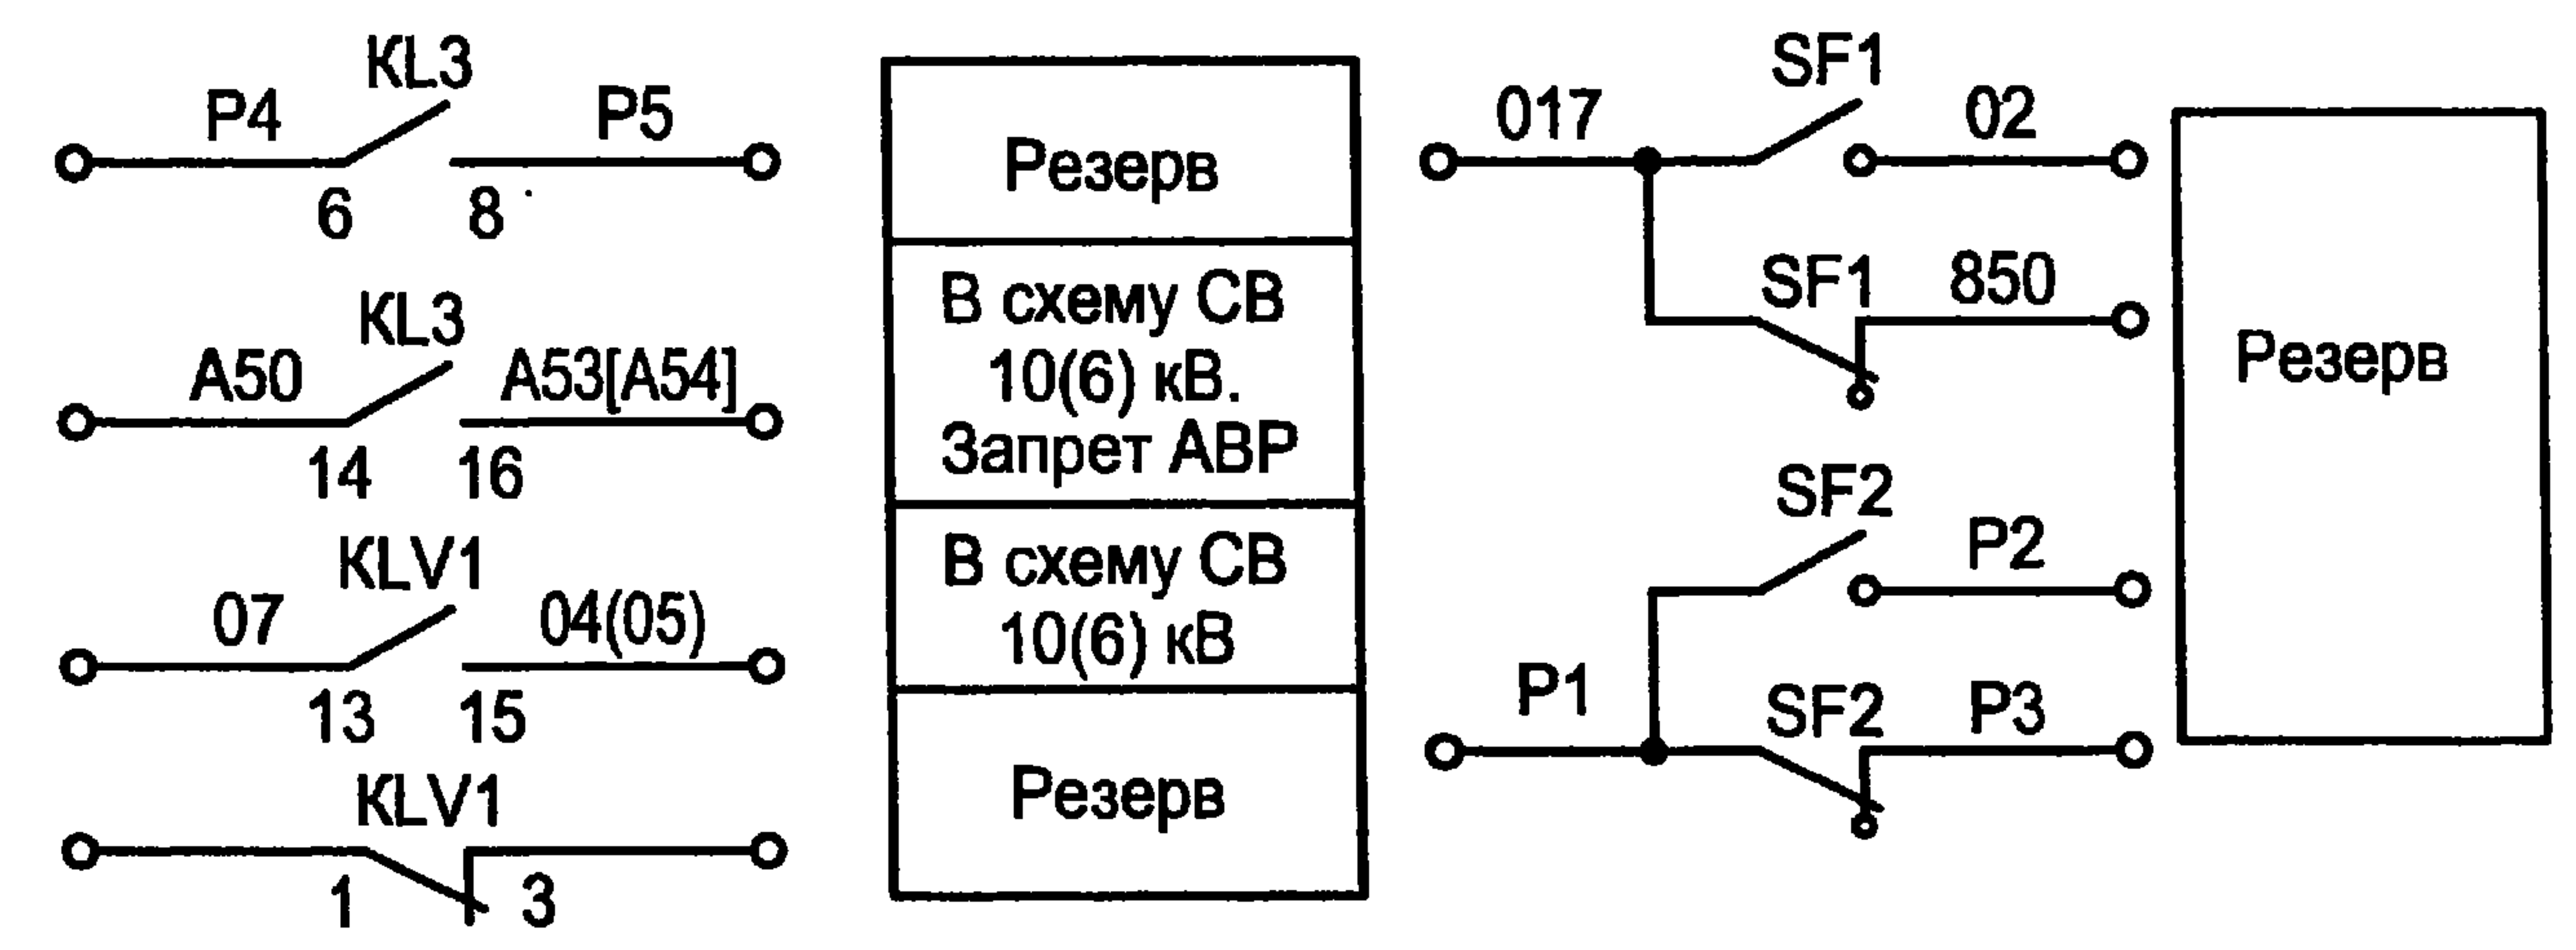 KL3
P4
P5
6
8
KL3
A50
A53[A54]
14
16
KLV1
07
04(05)
13
15
KLV1
1
3
Резерв
В схему СВ
10(6) кВ.
Запрет АВР
В схему СВ
10(6) кВ
Резерв
SF1
017
02
SF1
850
SF2
P2
P1
SF2
P3
Резерв